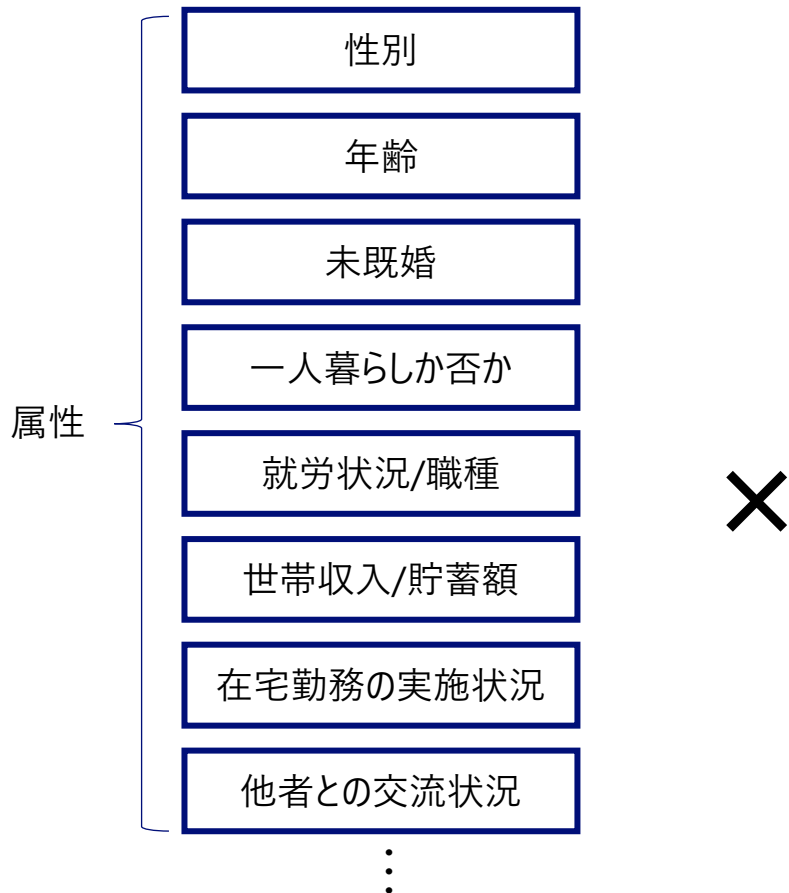 性別
年齢
未既婚
一人暮らしか否か
属性
就労状況/職種
×
世帯収入/貯蓄額
在宅勤務の実施状況
他者との交流状況
⋮